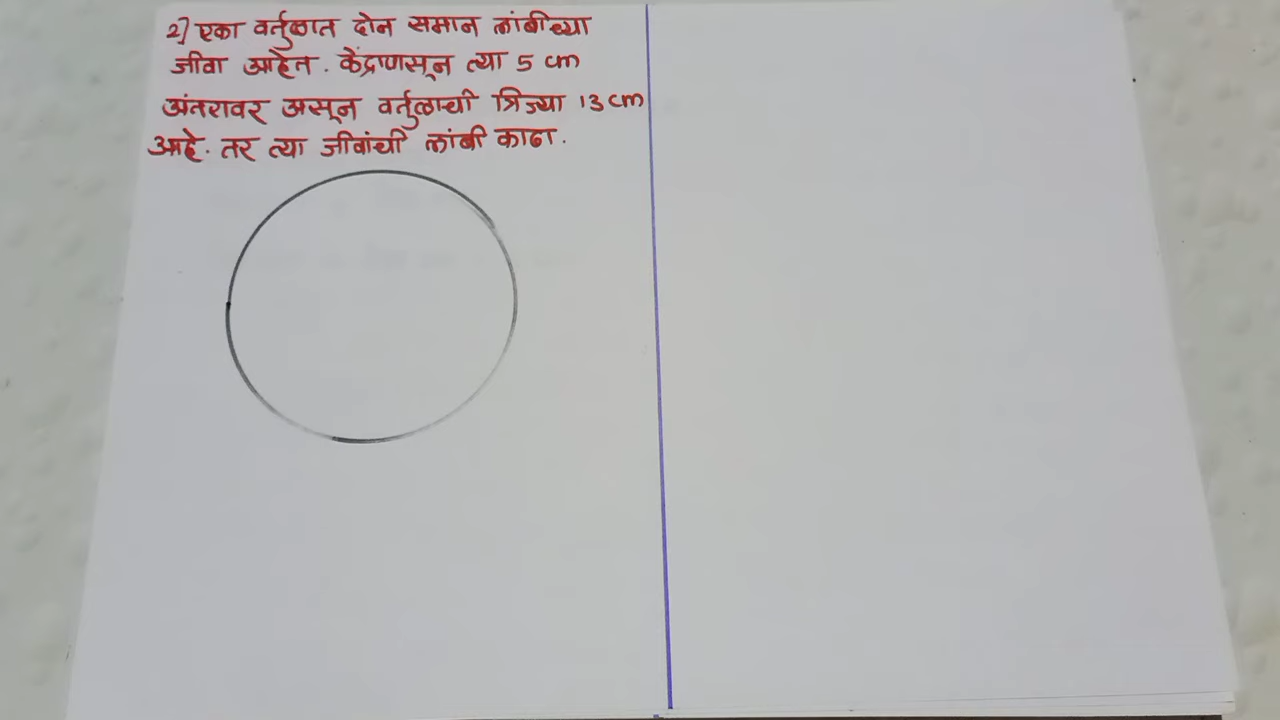 2) एका वर्तुळात दोन समान लांबीच्या
जीवा आहेत. केंद्रापासून त्या 5 cm
अंतरावर असून वर्तुळाची त्रिज्या 13 cm
आहे. तर त्या जीवांची लांबी काढा.